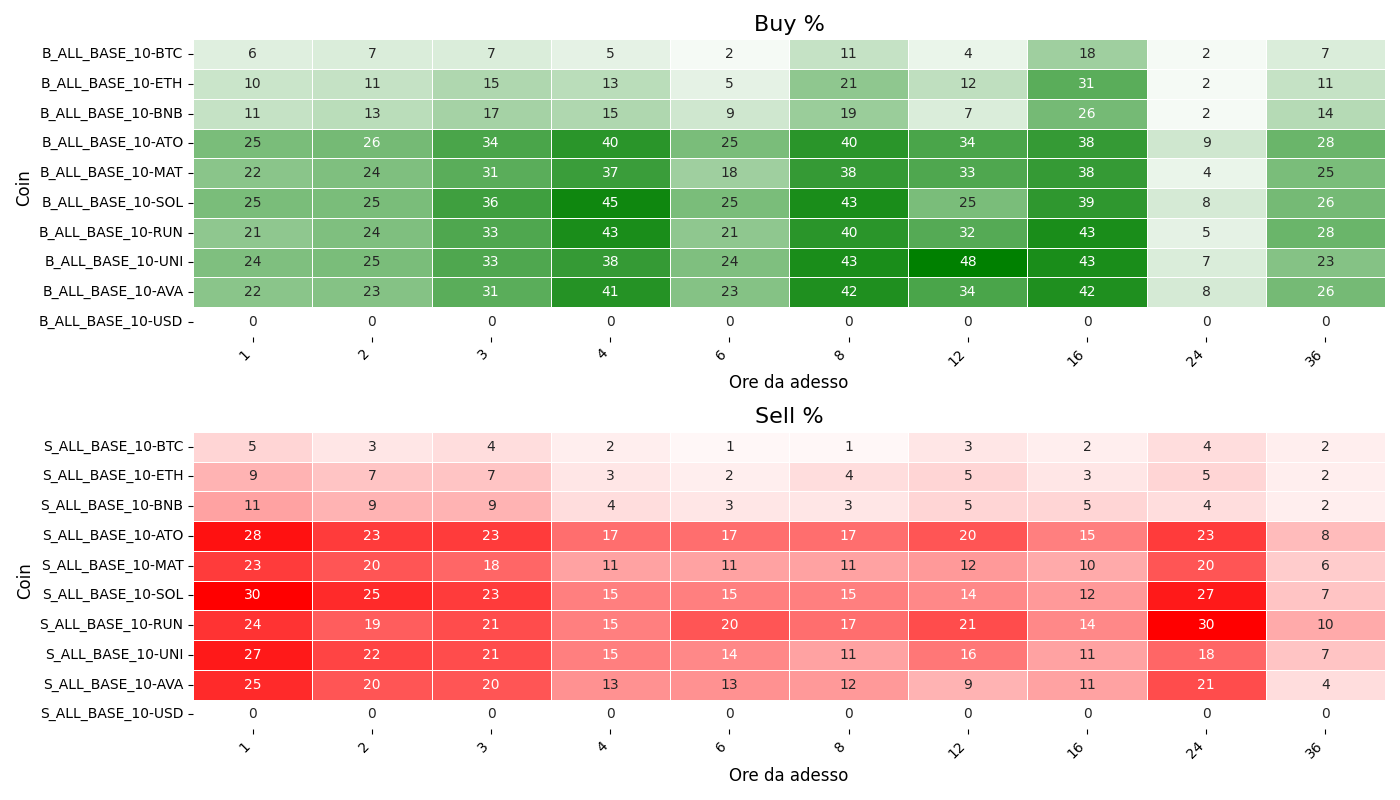 Buy %
Coin
B_ALL_BASE_10-BTC 6 7 7 5 2 11 4 18 2 7
B_ALL_BASE_10-ETH 10 11 15 13 5 21 12 31 2 11
B_ALL_BASE_10-BNB 11 13 17 15 9 19 7 26 2 14
B_ALL_BASE_10-ATO 25 26 34 40 25 40 34 38 9 28
B_ALL_BASE_10-MAT 22 24 31 37 18 38 33 38 4 25
B_ALL_BASE_10-SOL 25 25 36 45 25 43 25 39 8 26
B_ALL_BASE_10-RUN 21 24 33 43 21 40 32 43 5 28
B_ALL_BASE_10-UNI 24 25 33 38 24 43 48 43 7 23
B_ALL_BASE_10-AVA 22 23 31 41 23 42 34 42 8 26
B_ALL_BASE_10-USD 0 0 0 0 0 0 0 0 0 0
1 2 3 4 6 8 12 16 24 36
Ore da adesso
Sell %
Coin
S_ALL_BASE_10-BTC 5 3 4 2 1 1 3 2 4 2
S_ALL_BASE_10-ETH 9 7 7 3 2 4 5 3 5 2
S_ALL_BASE_10-BNB 11 9 9 4 3 3 5 5 4 2
S_ALL_BASE_10-ATO 28 23 23 17 17 17 20 15 23 8
S_ALL_BASE_10-MAT 23 20 18 11 11 11 12 10 20 6
S_ALL_BASE_10-SOL 30 25 23 15 15 15 14 12 27 7
S_ALL_BASE_10-RUN 24 19 21 15 20 17 21 14 30 10
S_ALL_BASE_10-UNI 27 22 21 15 14 11 16 11 18 7
S_ALL_BASE_10-AVA 25 20 20 13 13 12 9 11 21 4
S_ALL_BASE_10-USD 0 0 0 0 0 0 0 0 0 0
1 2 3 4 6 8 12 16 24 36
Ore da adesso